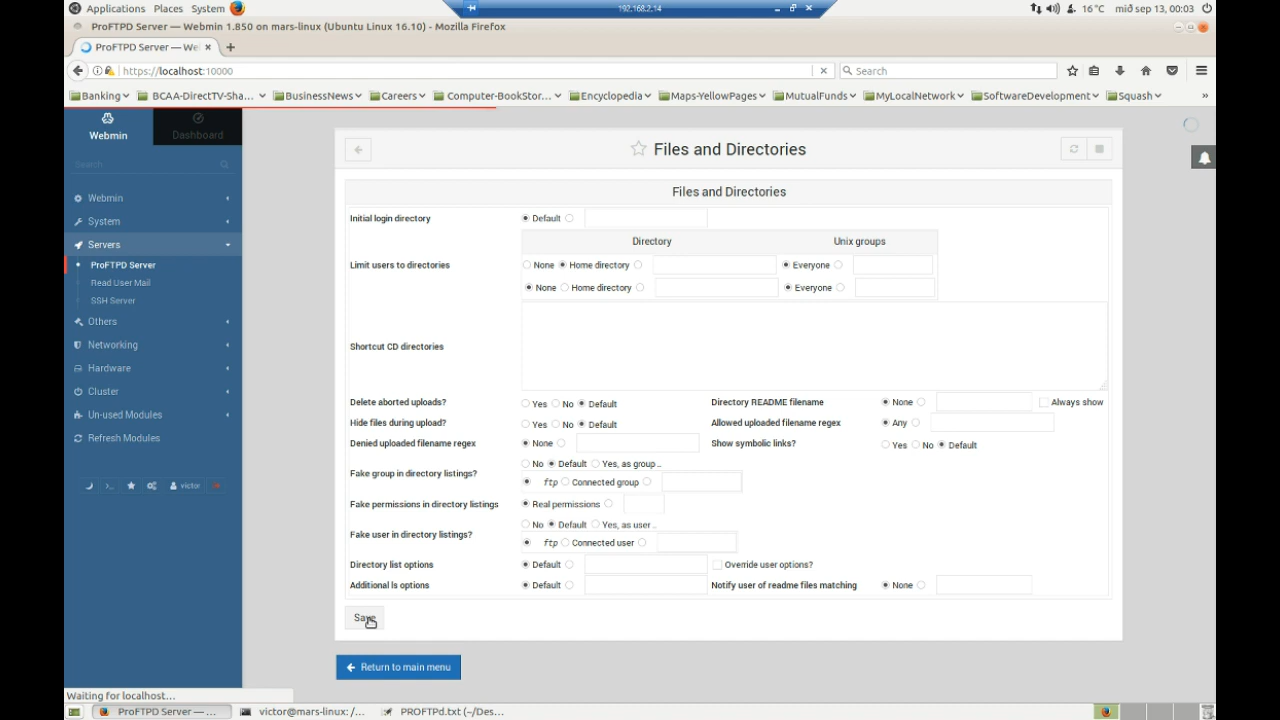 Applications Places System
192.168.2.14
16 °C mið sep 13, 00:03
ProFTPD Server — Webmin 1.850 on mars-linux (Ubuntu Linux 16.10) - Mozilla Firefox
ProFTPD Server — We
https://localhost:10000
Search
Banking
BCAA-DirectTV-Sha...
BusinessNews
Careers
Computer-BookStor...
Encyclopedia
Maps-YellowPages
MutualFunds
MyLocalNetwork
SoftwareDevelopment
Squash
»
Webmin
Dashboard
Search
Webmin
System
Servers
ProFTPD Server
Read User Mail
SSH Server
Others
Networking
Hardware
Cluster
Un-used Modules
Refresh Modules
victor
Files and Directories
Files and Directories
Initial login directory Default
Directory Unix groups
Limit users to directories None Home directory Everyone
None Home directory Everyone
Shortcut CD directories
Delete aborted uploads? Yes No Default Directory README filename None Always show
Hide files during upload? Yes No Default Allowed uploaded filename regex Any
Denied uploaded filename regex None Show symbolic links? Yes No Default
Fake group in directory listings? No Default Yes, as group ..
ftp Connected group
Fake permissions in directory listings Real permissions
Fake user in directory listings? No Default Yes, as user ..
ftp Connected user
Directory list options Default Override user options?
Additional ls options Default Notify user of readme files matching None
Save
Return to main menu
Waiting for localhost...
ProFTPD Server — ...
victor@mars-linux: /...
PROFTPd.txt (~/Des...